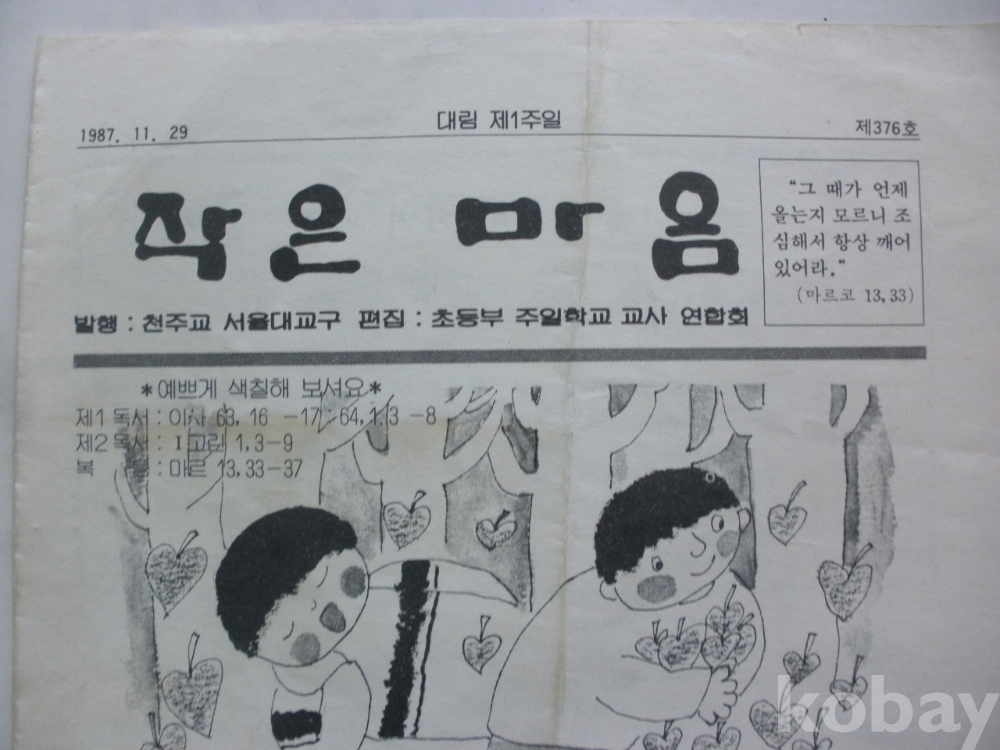 1987. 11. 29 대림 제1주일 제376호
작은 마음
"그 때가 언제
올는지 모르니 조
심해서 항상 깨어
있어라."
(마르코 13,33)
발행 : 천주교 서울대교구 편집 : 초등부 주일학교 교사 연합회
*예쁘게 색칠해 보셔요*
제1독서 : 이사 63, 16 -17 : 64, 1.3 -8
제2독서 : I 고린 1,3-9
복 음 : 마르 13,33-37
kobay